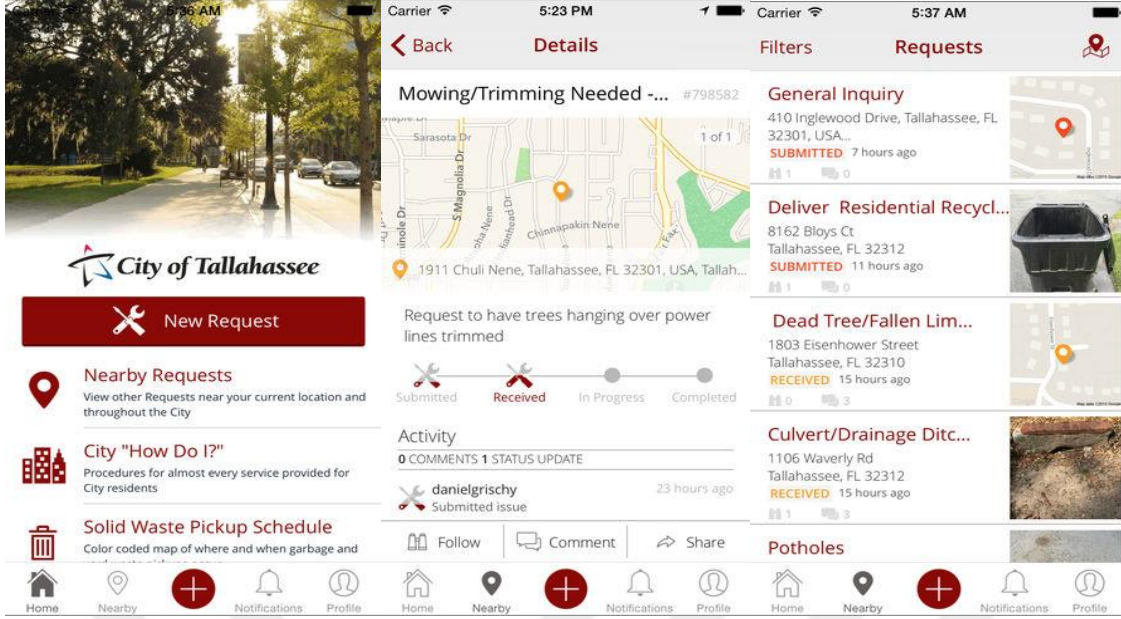 Carrier 5:36 AM
City of Tallahassee
New Request
Nearby Requests
View other Requests near your current location and
throughout the City
City "How Do I?"
Procedures for almost every service provided for
City residents
Solid Waste Pickup Schedule
Color coded map of where and when garbage and
Home Nearby Notifications Profile
Carrier 5:23 PM
Back Details
Mowing/Trimming Needed -... #798582
Sarasota Dr
1 of 1
S Magnolia Dr
Chinnapakin Nene
1911 Chuli Nene, Tallahassee, FL 32301, USA, Tallah...
Request to have trees hanging over power
lines trimmed
Submitted Received In Progress Completed
Activity
0 COMMENTS 1 STATUS UPDATE
danielgrischy 23 hours ago
Submitted issue
Follow Comment Share
Home Nearby Notifications Profile
Carrier 5:37 AM
Filters Requests
General Inquiry
410 Inglewood Drive, Tallahassee, FL
32301, USA...
SUBMITTED 7 hours ago
1 0
Deliver Residential Recycl...
8162 Bloys Ct
Tallahassee, FL 32312
SUBMITTED 11 hours ago
1 0
Dead Tree/Fallen Lim...
1803 Eisenhower Street
Tallahassee, FL 32310
RECEIVED 15 hours ago
0 3
Culvert/Drainage Ditc...
1106 Waverly Rd
Tallahassee, FL 32312
RECEIVED 15 hours ago
1 3
Potholes
Home Nearby Notifications Profile